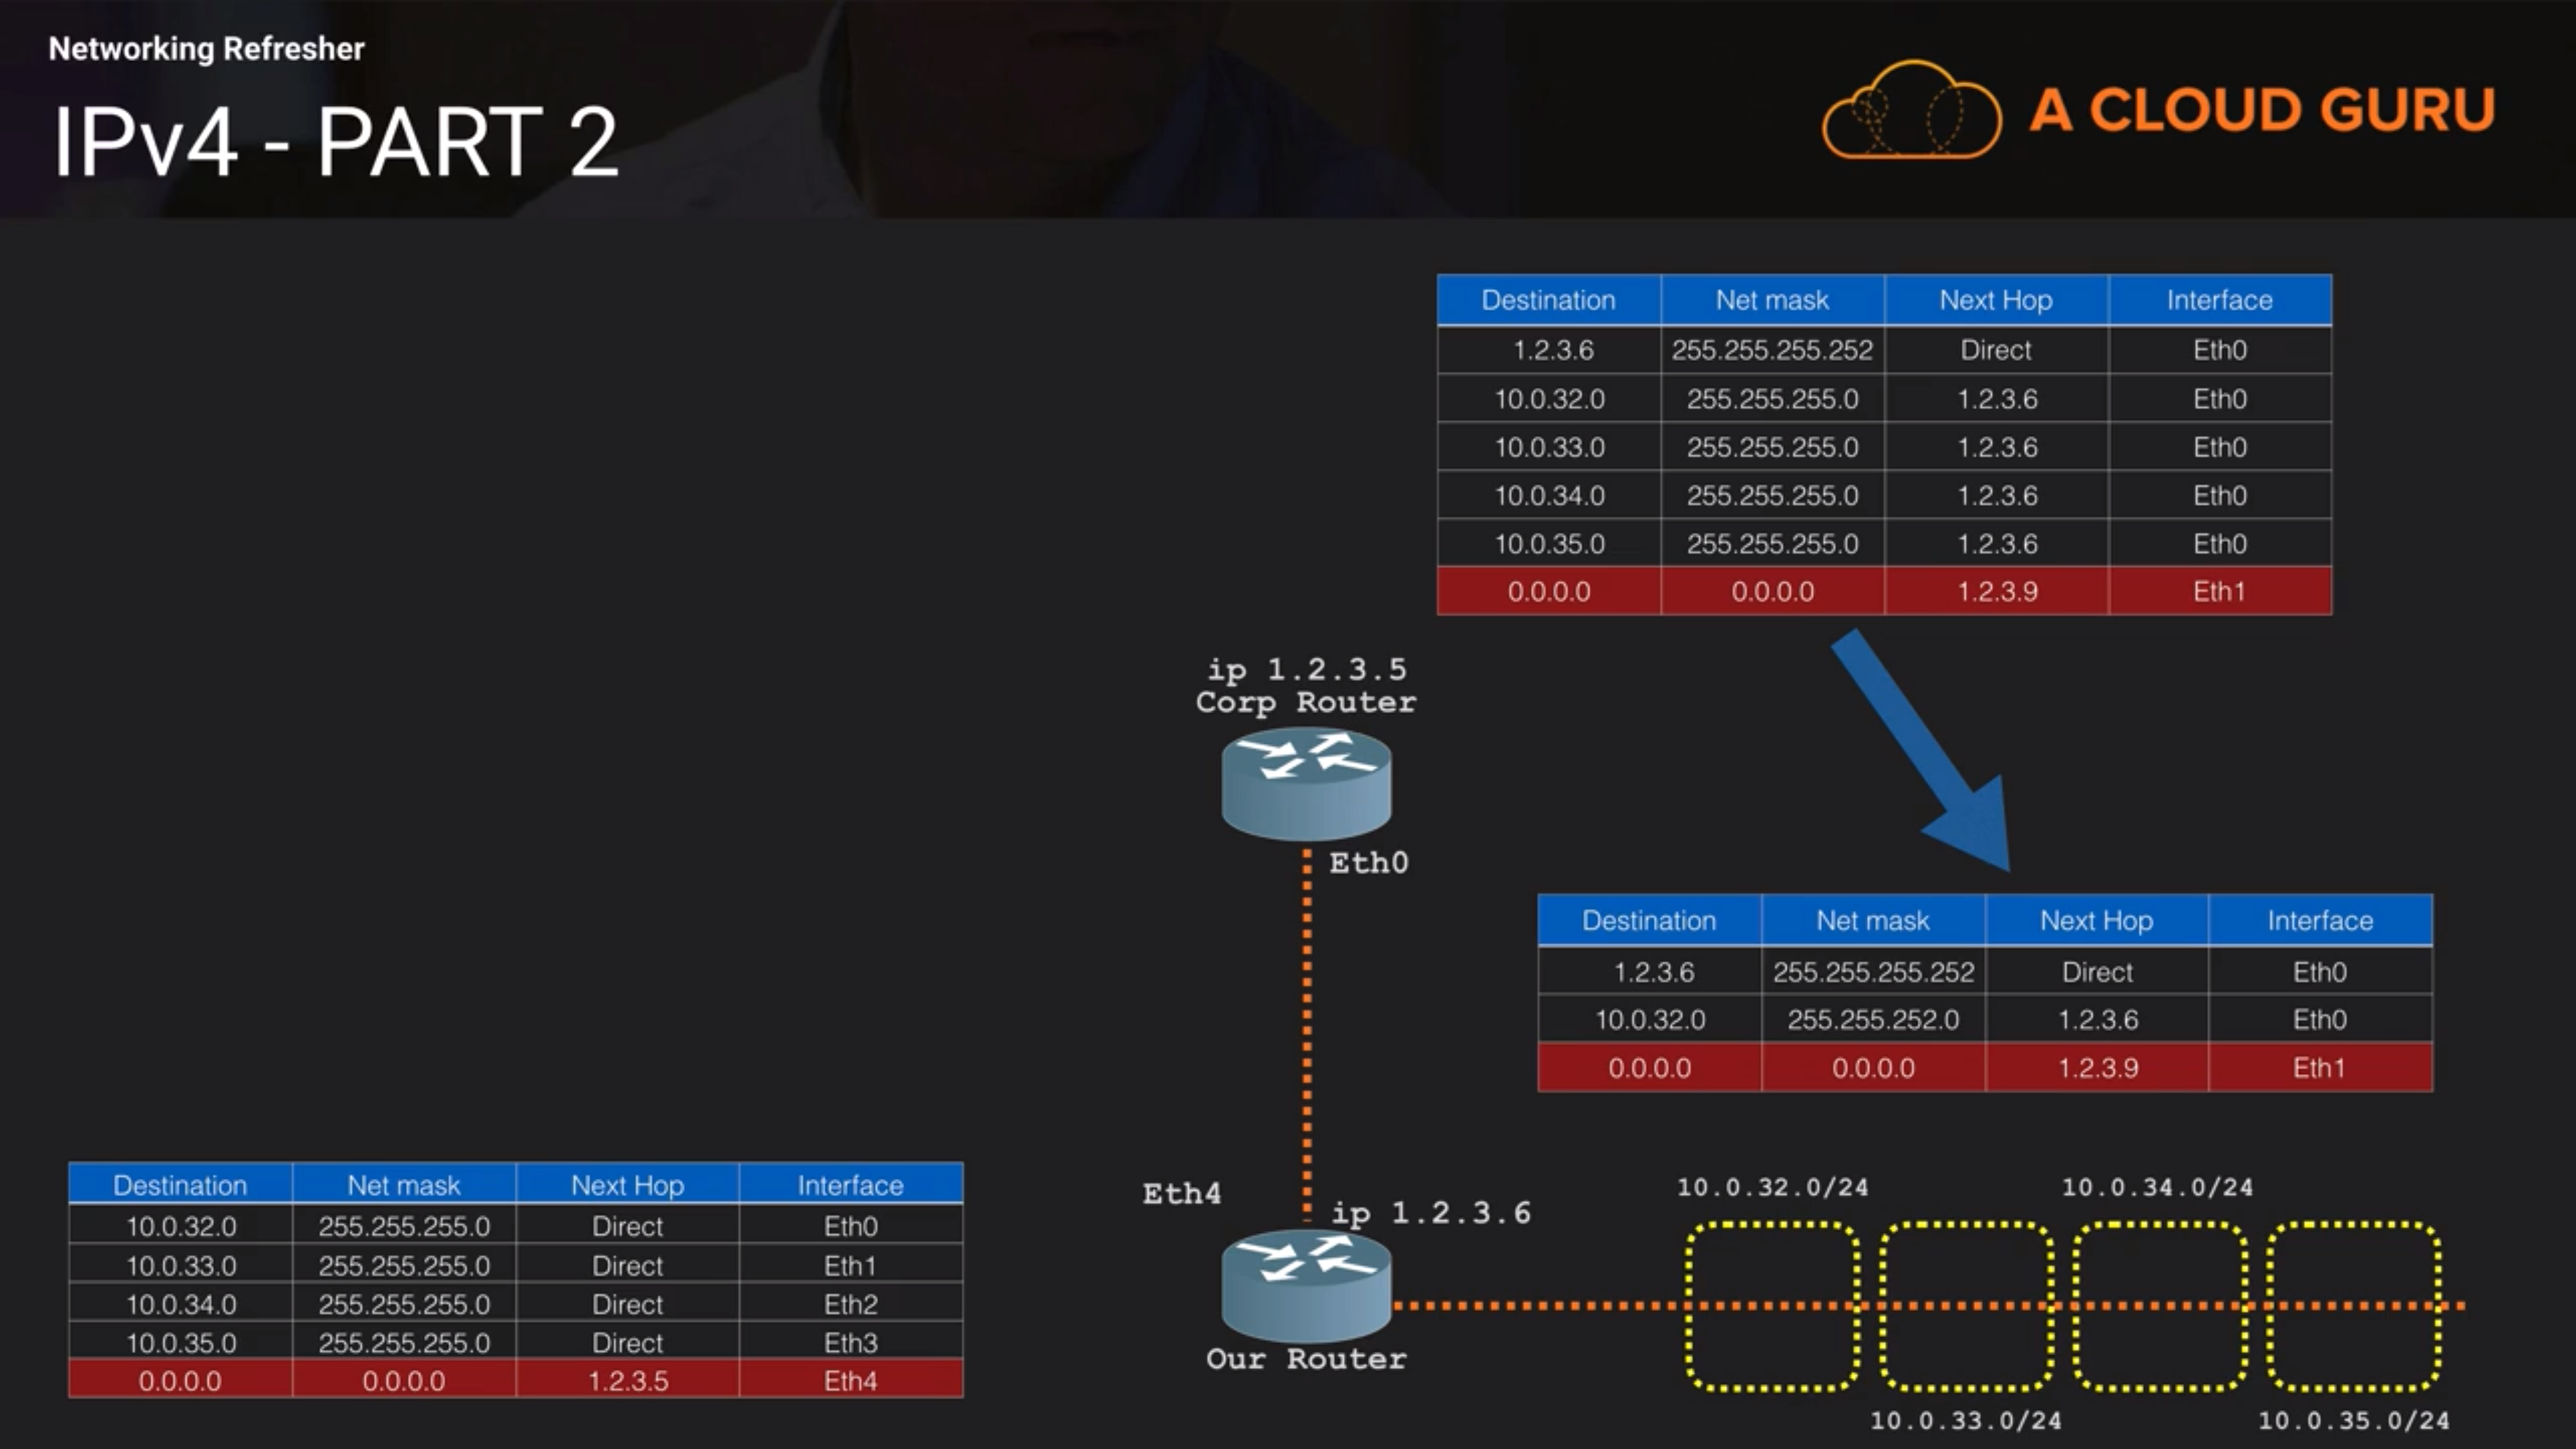 Networking Refresher
IPv4 - PART 2
A CLOUD GURU
Destination Net mask Next Hop Interface
1.2.3.6 255.255.255.252 Direct Eth0
10.0.32.0 255.255.255.0 1.2.3.6 Eth0
10.0.33.0 255.255.255.0 1.2.3.6 Eth0
10.0.34.0 255.255.255.0 1.2.3.6 Eth0
10.0.35.0 255.255.255.0 1.2.3.6 Eth0
0.0.0.0 0.0.0.0 1.2.3.9 Eth1
ip 1.2.3.5
Corp Router
Eth0
Destination Net mask Next Hop Interface
1.2.3.6 255.255.255.252 Direct Eth0
10.0.32.0 255.255.252.0 1.2.3.6 Eth0
0.0.0.0 0.0.0.0 1.2.3.9 Eth1
Destination Net mask Next Hop Interface
10.0.32.0 255.255.255.0 Direct Eth0
10.0.33.0 255.255.255.0 Direct Eth1
10.0.34.0 255.255.255.0 Direct Eth2
10.0.35.0 255.255.255.0 Direct Eth3
0.0.0.0 0.0.0.0 1.2.3.5 Eth4
Eth4
ip 1.2.3.6
Our Router
10.0.32.0/24
10.0.34.0/24
10.0.33.0/24
10.0.35.0/24